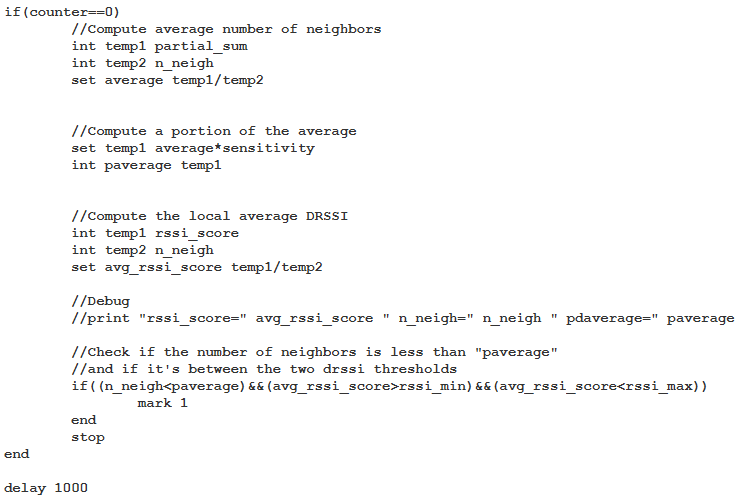 if(counter==0)
//Compute average number of neighbors
int temp1 partial_sum
int temp2 n_neigh
set average temp1/temp2
//Compute a portion of the average
set temp1 average*sensitivity
int paverage temp1
//Compute the local average DRSSI
int temp1 rssi_score
int temp2 n_neigh
set avg_rssi_score temp1/temp2
//Debug
//print "rssi_score=" avg_rssi_score " n_neigh=" n_neigh " pdaverage=" paverage
//Check if the number of neighbors is less than "paverage"
//and if it's between the two drssi thresholds
if((n_neigh<paverage)&&(avg_rssi_score>rssi_min)&&(avg_rssi_score<rssi_max))
mark 1
end
stop
end
delay 1000